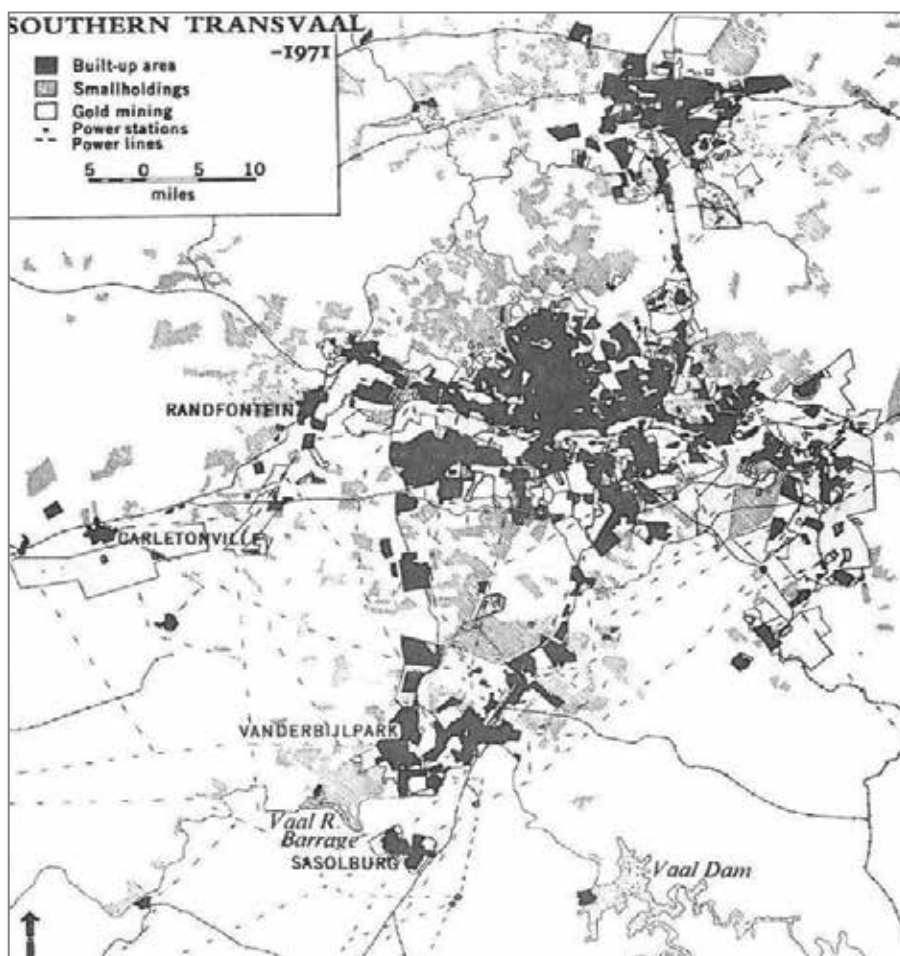 SOUTHERN TRANSVAAL
-1971
Built-up area
Smallholdings
Gold mining
Power stations
Power lines
5 0 5 10
miles
RANDFONTEIN
CARLETONVILLE
VANDERBIJLPARK
Vaal R.
Barrage
SASOLBURG
Vaal Dam